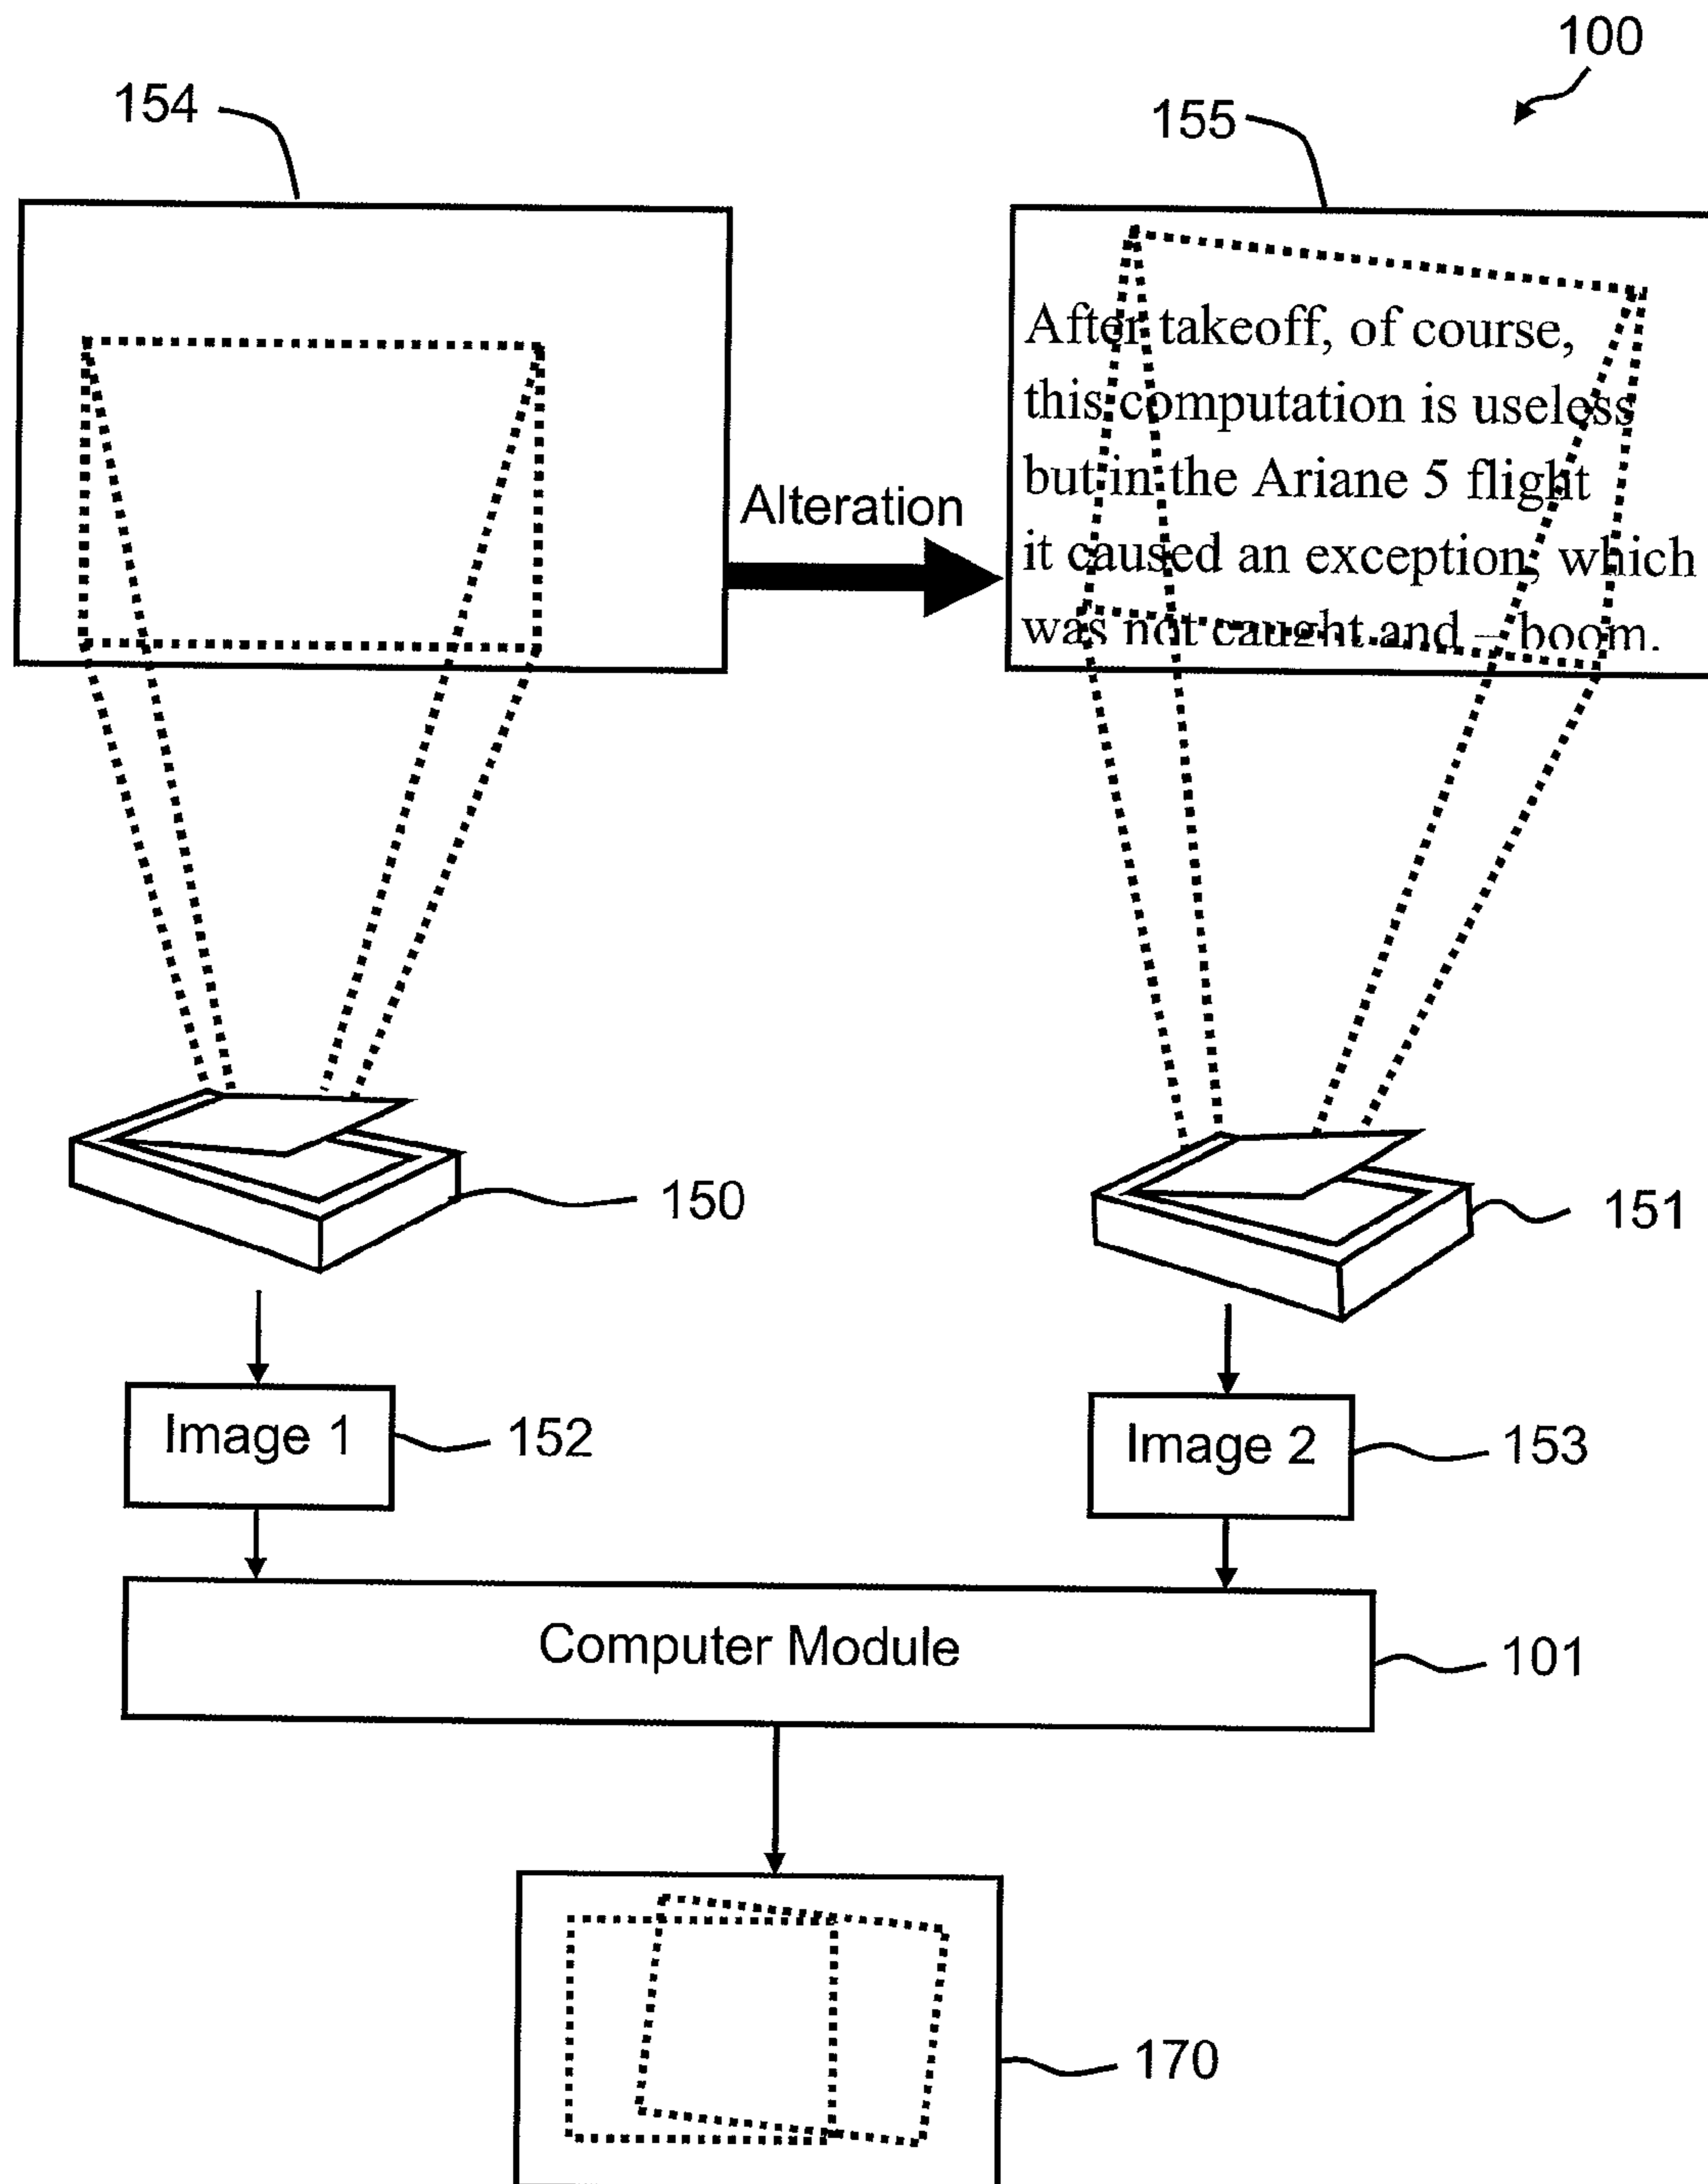 100
154
155
After takeoff, of course,
this computation is useless
but in the Ariane 5 flight
it caused an exception, which
was not caught and – boom.
Alteration
150
151
Image 1
152
Image 2
153
Computer Module
101
170